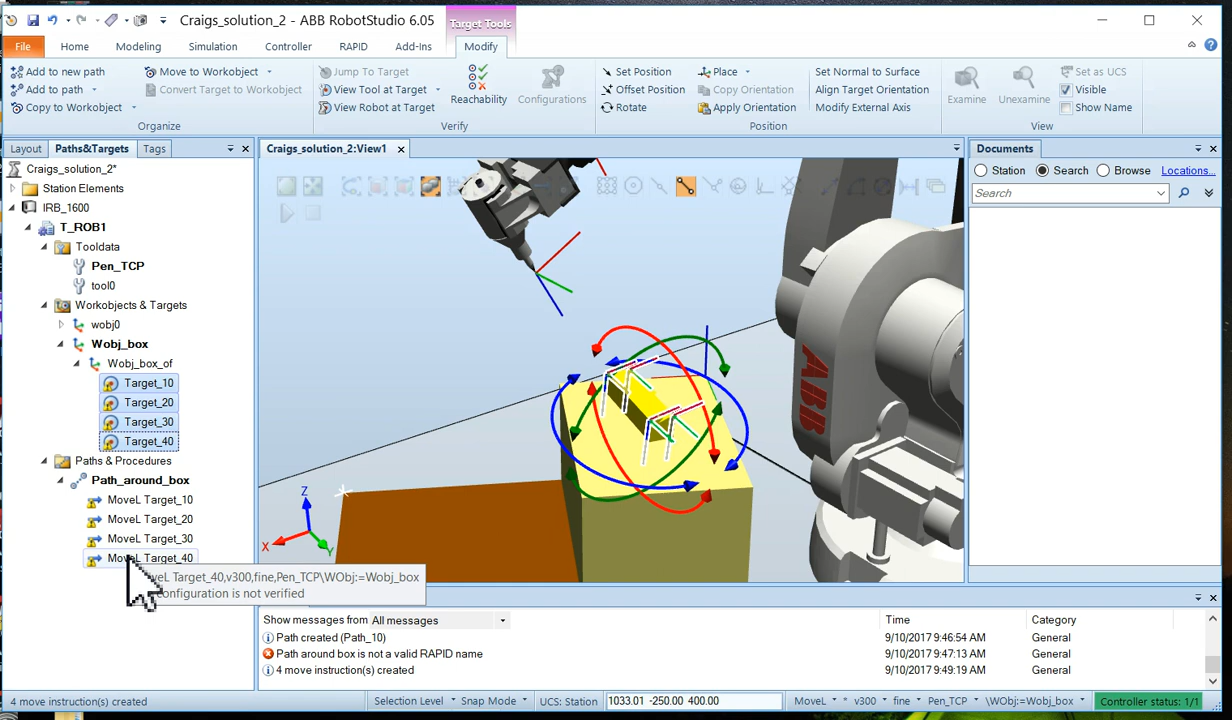 Craigs_solution_2 - ABB RobotStudio 6.05
Target Tools
File Home Modeling Simulation Controller RAPID Add-Ins Modify
Add to new path
Add to path
Copy to Workobject
Move to Workobject
Convert Target to Workobject
Organize
Jump To Target
View Tool at Target
View Robot at Target
Reachability
Configurations
Verify
Set Position
Offset Position
Rotate
Place
Copy Orientation
Apply Orientation
Set Normal to Surface
Align Target Orientation
Modify External Axis
Position
Examine
Unexamine
Set as UCS
Visible
Show Name
View
Layout Paths&Targets Tags
Craigs_solution_2*
Station Elements
IRB_1600
T_ROB1
Tooldata
Pen_TCP
tool0
Workobjects & Targets
wobj0
Wobj_box
Wobj_box_of
Target_10
Target_20
Target_30
Target_40
Paths & Procedures
Path_around_box
MoveL Target_10
MoveL Target_20
MoveL Target_30
MoveL Target_40
Craigs_solution_2:View1
ABB
Z
X
Y
veL Target_40,v300,fine,Pen_TCP\WObj:=Wobj_box
onfiguration is not verified
Documents
Station Search Browse Locations...
Search
Show messages from All messages Time Category
Path created (Path_10) 9/10/2017 9:46:54 AM General
Path around box is not a valid RAPID name 9/10/2017 9:47:13 AM General
4 move instruction(s) created 9/10/2017 9:49:19 AM General
4 move instruction(s) created Selection Level Snap Mode UCS: Station 1033.01 -250.00 400.00 MoveL * v300 fine Pen_TCP \WObj:=Wobj_box Controller status: 1/1